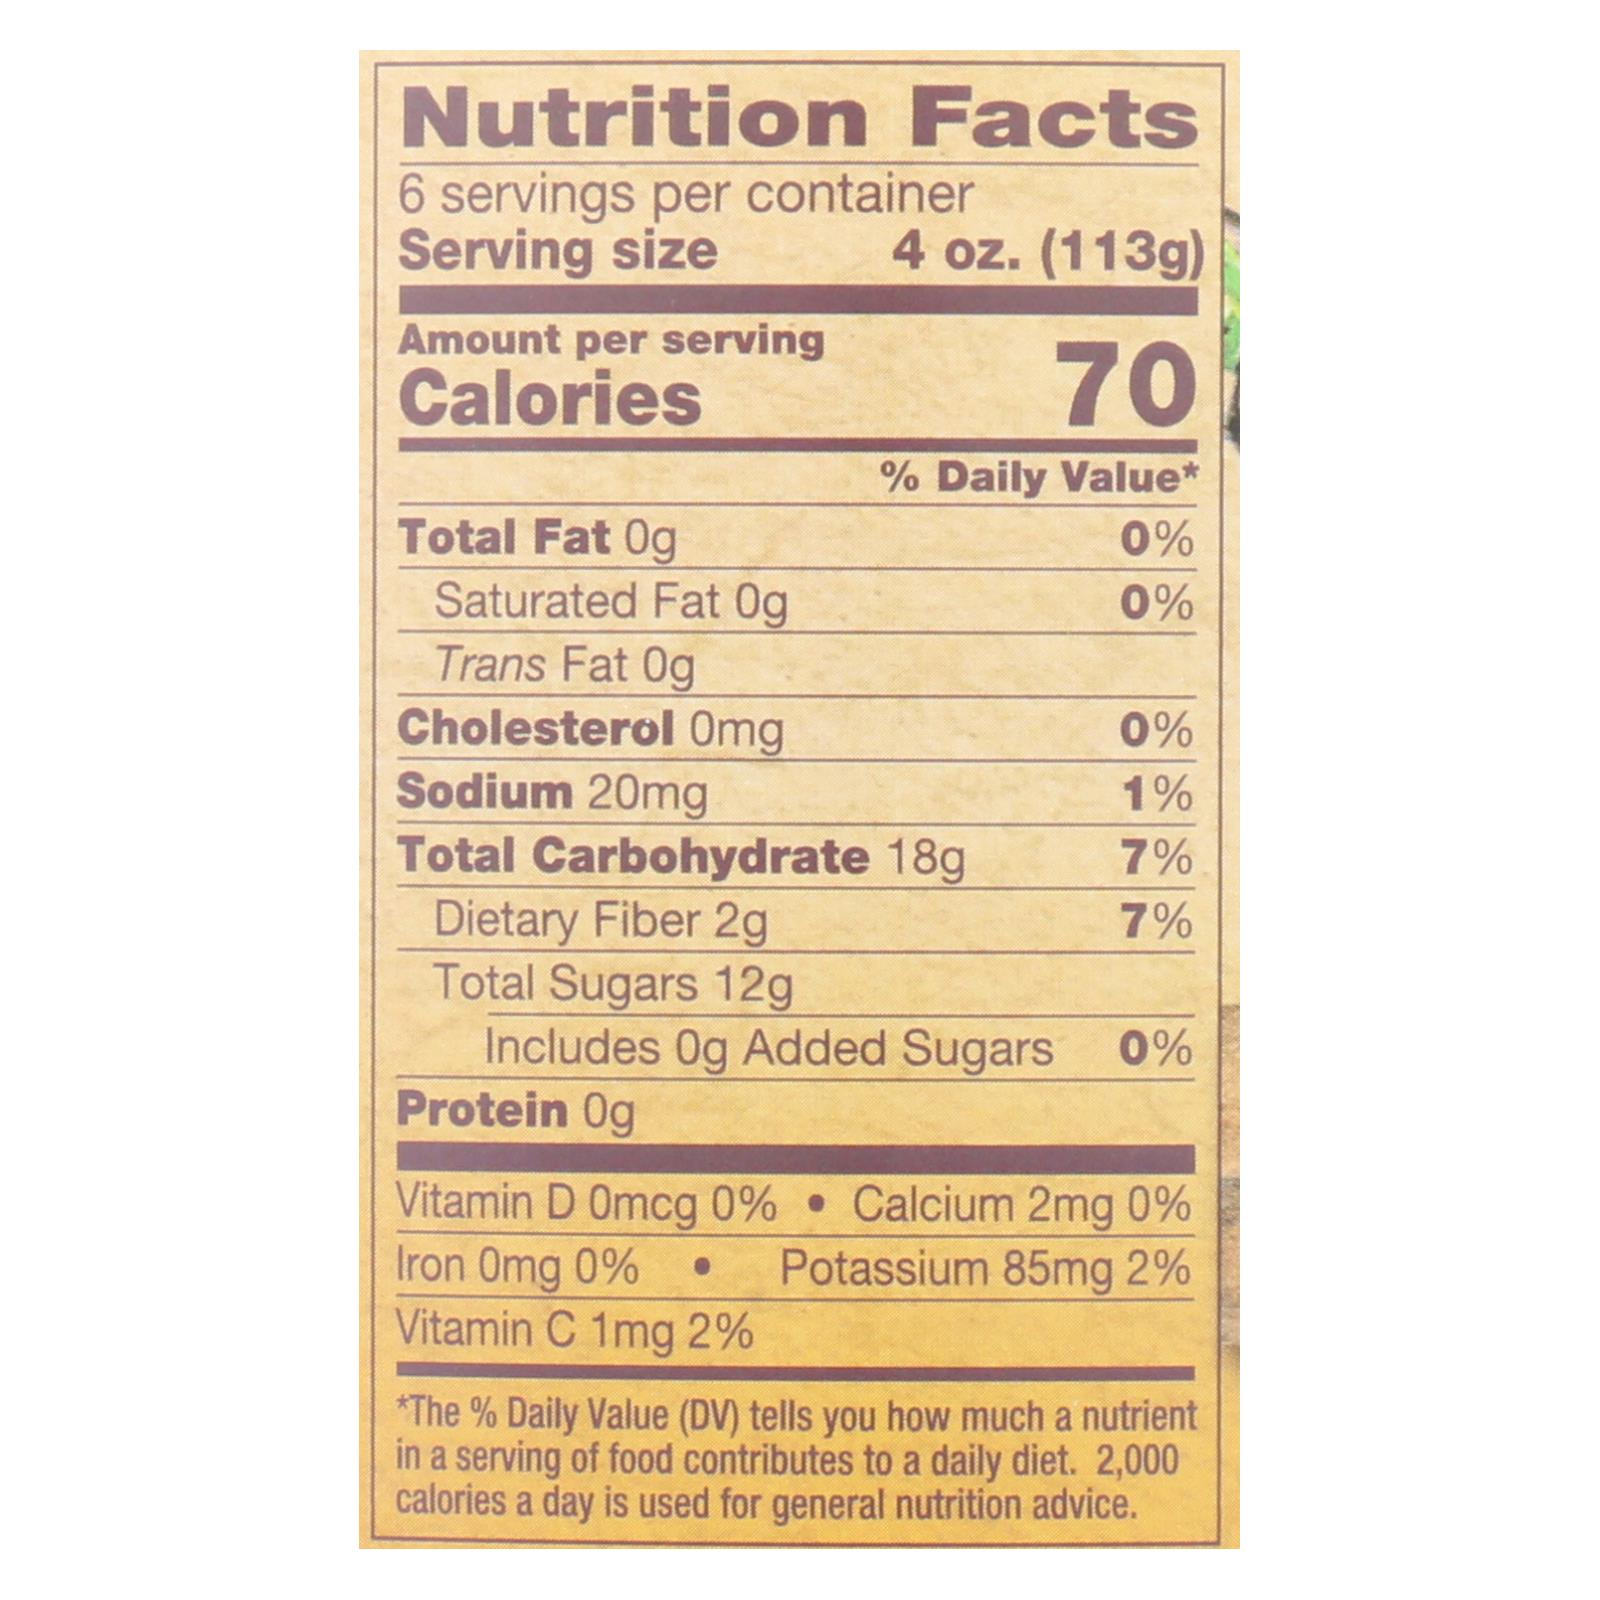 Nutrition Facts
6 servings per container
Serving size 4 oz. (113g)
Amount per serving
Calories 70
% Daily Value*
Total Fat 0g 0%
Saturated Fat 0g 0%
Trans Fat 0g
Cholesterol 0mg 0%
Sodium 20mg 1%
Total Carbohydrate 18g 7%
Dietary Fiber 2g 7%
Total Sugars 12g
Includes 0g Added Sugars 0%
Protein 0g
Vitamin D 0mcg 0% • Calcium 2mg 0%
Iron 0mg 0% • Potassium 85mg 2%
Vitamin C 1mg 2%
*The % Daily Value (DV) tells you how much a nutrient
in a serving of food contributes to a daily diet. 2,000
calories a day is used for general nutrition advice.